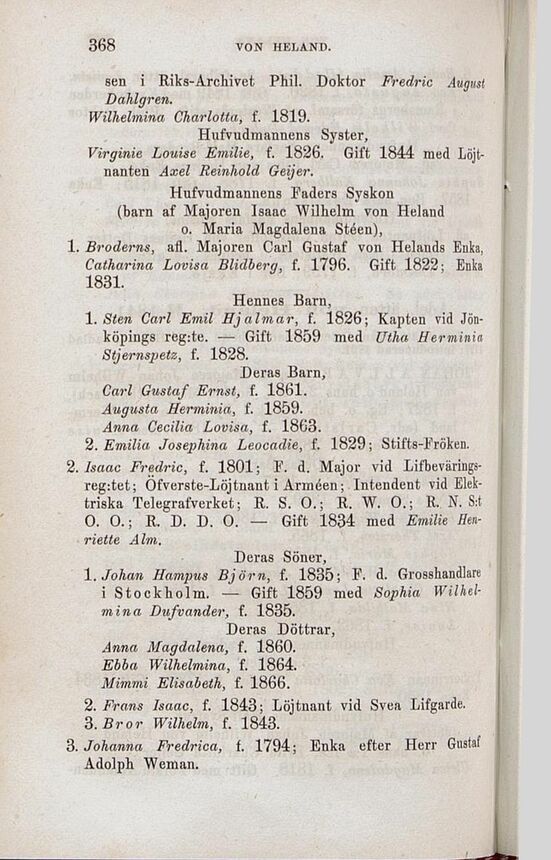 368
VON HELAND.
sen i Riks-Archivet Phil. Doktor Fredric August
Dahlgren.
Wilhelmina Charlotta, f. 1819.
Hufvudmannens Syster,
Virginie Louise Emilie, f. 1826. Gift 1844 med Löjt-
nanten Axel Reinhold Geijer.
Hufvudmannens Faders Syskon
(barn af Majoren Isaac Wilhelm von Heland
o. Maria Magdalena Stéen),
1. Broderns, afl. Majoren Carl Gustaf von Helands Enka,
Catharina Lovisa Blidberg, f. 1796. Gift 1822; Enka
1831.
Hennes Barn,
1. Sten Carl Emil Hjalmar, f. 1826; Kapten vid Jön-
köpings reg:te. — Gift 1859 med Utha Herminia
Stjernspetz, f. 1828.
Deras Barn,
Carl Gustaf Ernst, f. 1861.
Augusta Herminia, f. 1859.
Anna Cecilia Lovisa, f. 1863.
2. Emilia Josephina Leocadie, f. 1829; Stifts-Fröken.
2. Isaac Fredric, f. 1801; F. d. Major vid Lifbevärings-
reg:tet; Öfverste-Löjtnant i Arméen; Intendent vid Elek-
triska Telegrafverket; R. S. O.; R. W. O.; R. N. S:t
O. O.; R. D. D. O. — Gift 1834 med Emilie Hen-
riette Alm.
Deras Söner,
1. Johan Hampus Björn, f. 1835; F. d. Grosshandlare
i Stockholm. — Gift 1859 med Sophia Wilhel-
mina Dufvander, f. 1835.
Deras Döttrar,
Anna Magdalena, f. 1860.
Ebba Wilhelmina, f. 1864.
Mimmi Elisabeth, f. 1866.
2. Frans Isaac, f. 1843; Löjtnant vid Svea Lifgarde.
3. Bror Wilhelm, f. 1843.
3. Johanna Fredrica, f. 1794; Enka efter Herr Gustaf
Adolph Weman.